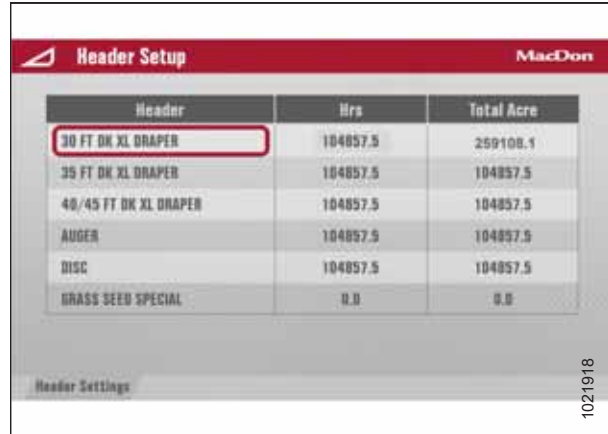 Header Setup MacDon
Header Hrs Total Acre
30 FT DK XL DRAPER 104857.5 259108.1
35 FT DK XL DRAPER 104857.5 104857.5
40/45 FT DK XL DRAPER 104857.5 104857.5
AUGER 104857.5 104857.5
DISC 104857.5 104857.5
GRASS SEED SPECIAL 0.0 0.0
Header Settings
1021918